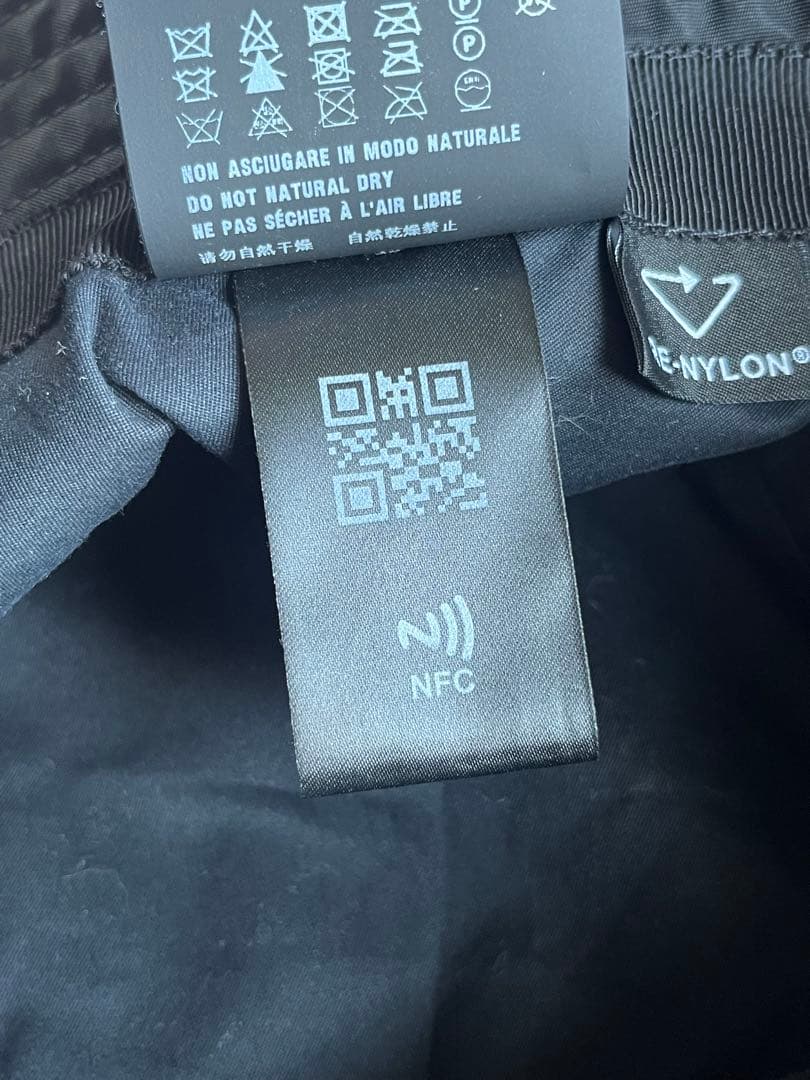 NON ASCIUGARE IN MODO NATURALE
DO NOT NATURAL DRY
NE PAS SÉCHER À L'AIR LIBRE
请勿自然干燥 自然乾燥禁止
E-NYLON®
NFC